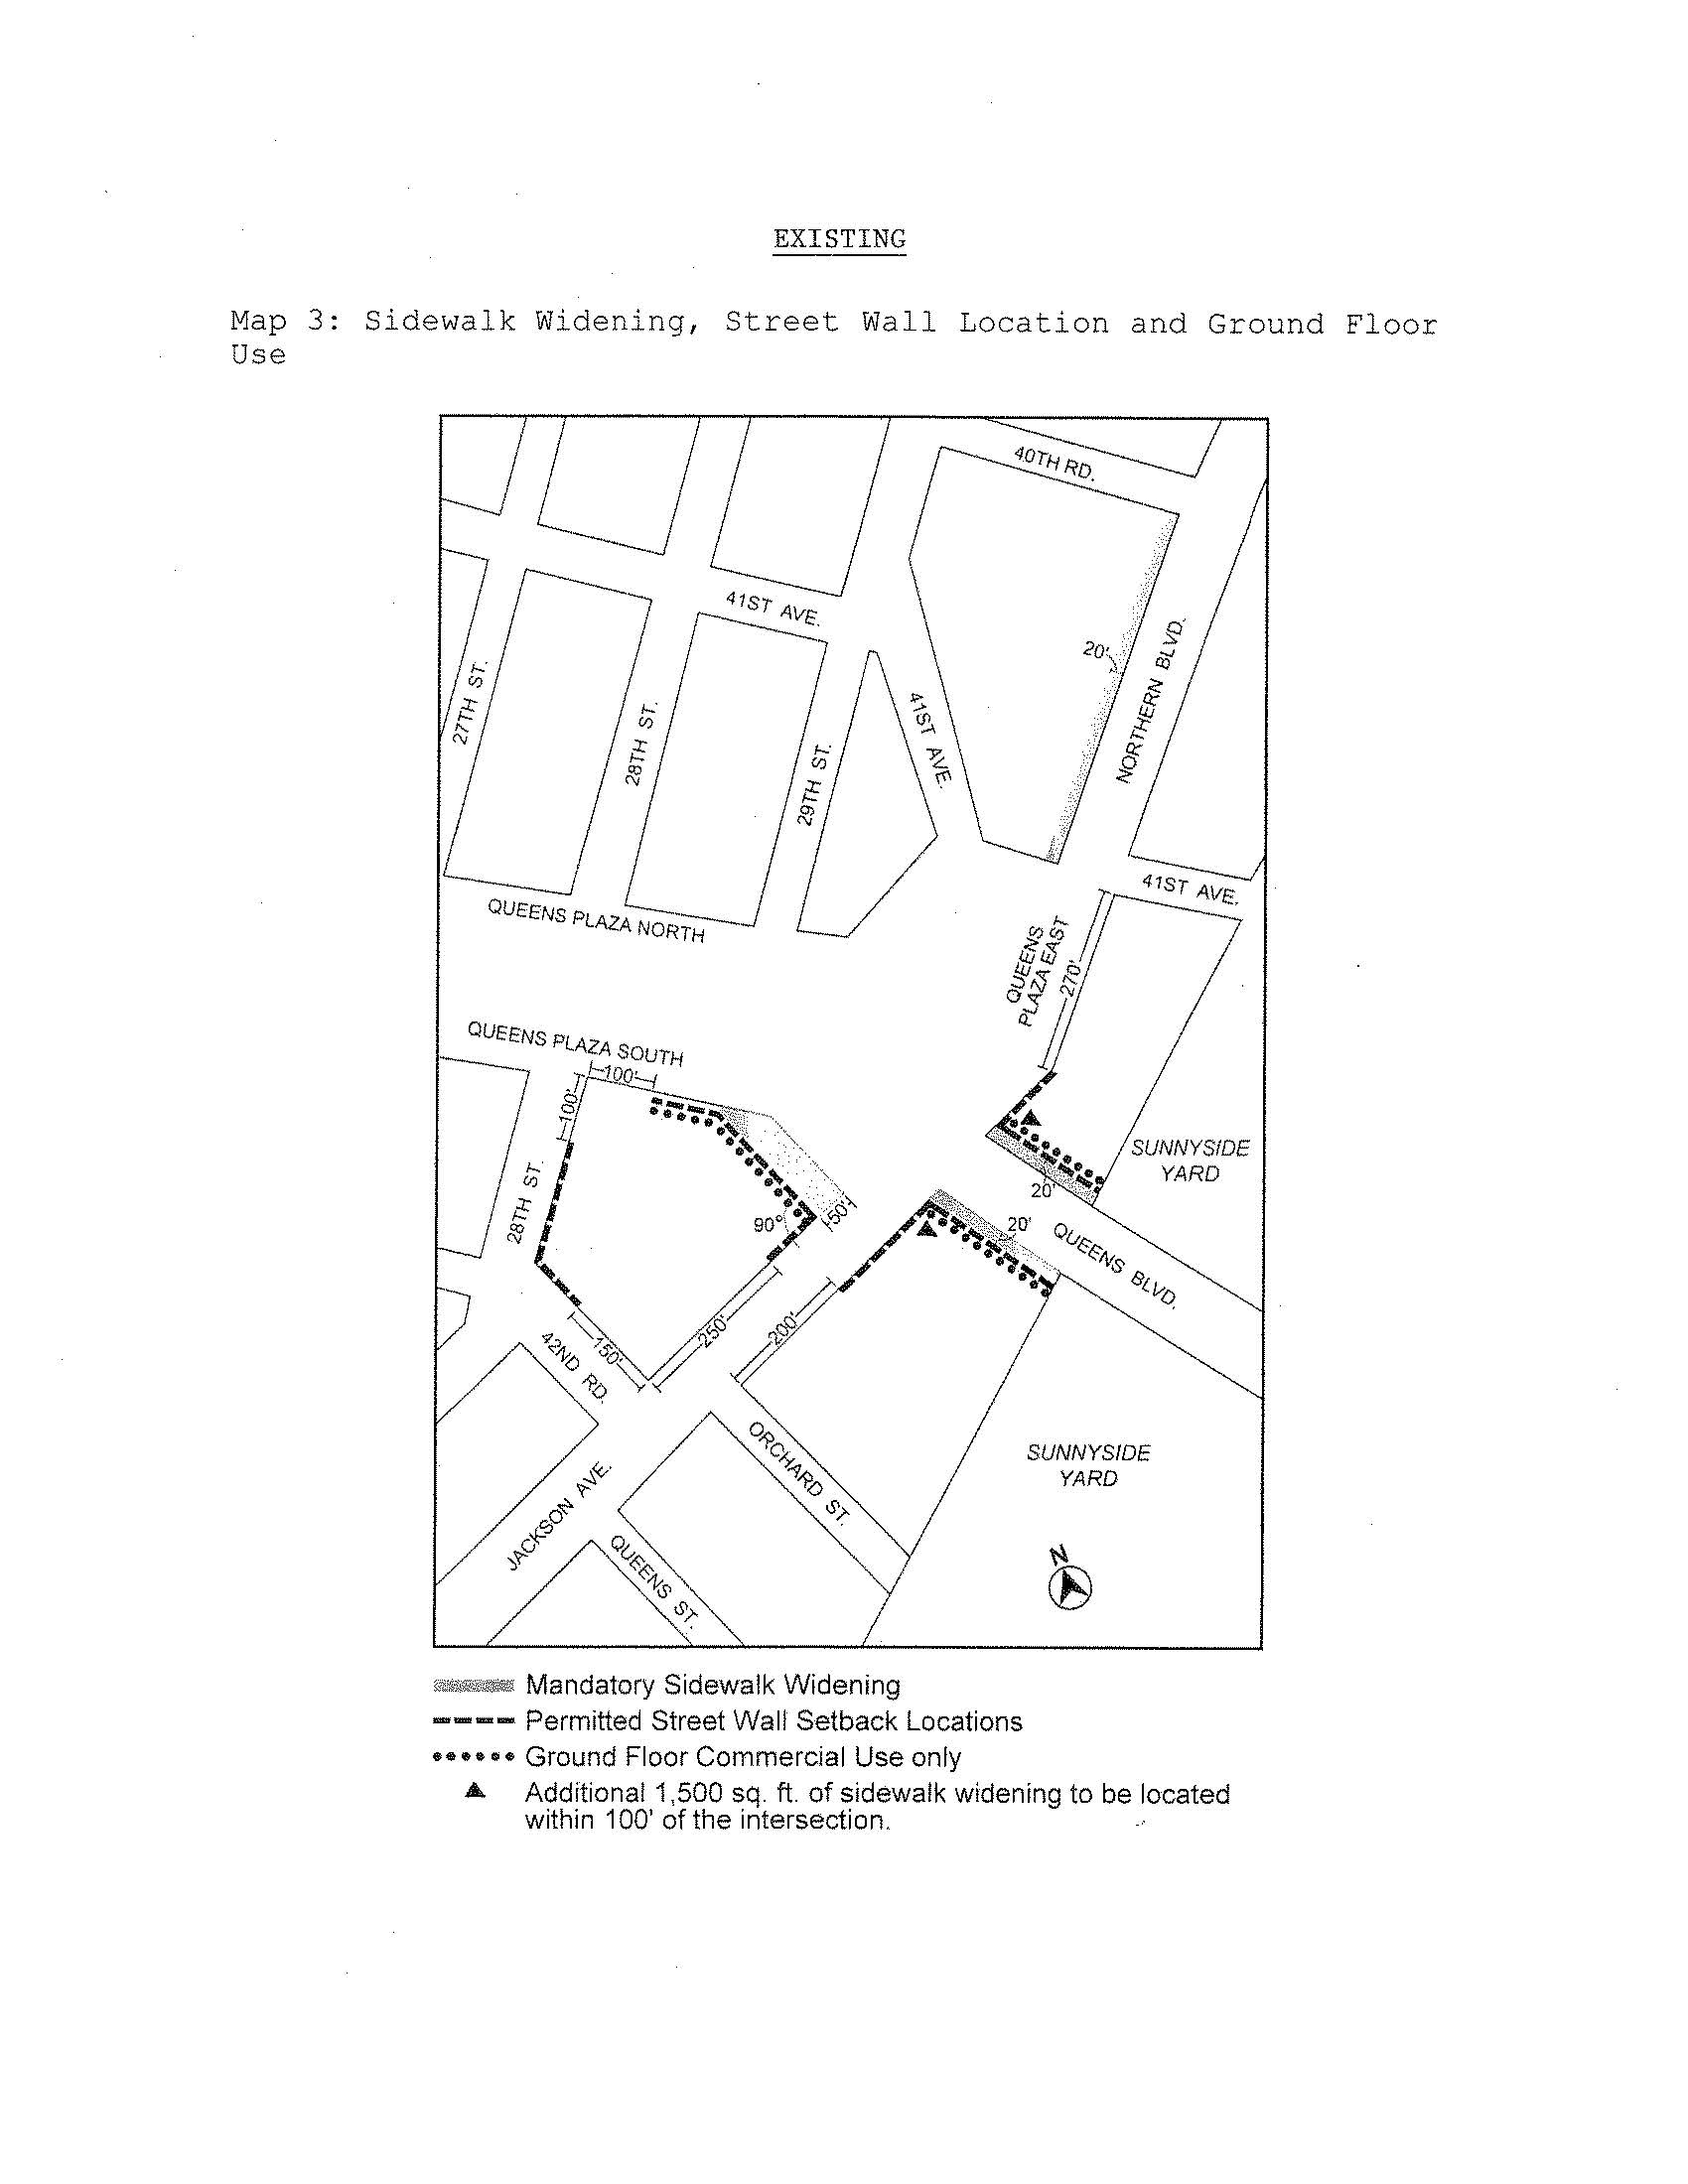 EXISTING
Map 3: Sidewalk Widening, Street Wall Location and Ground Floor
Use
40TH RD.
41ST AVE.
20'
NORTHERN BLVD.
27TH ST.
28TH ST.
29TH ST.
41ST AVE.
41ST AVE.
QUEENS PLAZA NORTH
QUEENS
PLAZA EAST
270'
QUEENS PLAZA SOUTH
100'
100'
28TH ST.
SUNNYSIDE
YARD
20'
90°
50'
20'
QUEENS BLVD.
250'
200'
150'
42ND RD.
ORCHARD ST.
SUNNYSIDE
YARD
JACKSON AVE.
QUEENS ST.
N
Mandatory Sidewalk Widening
Permitted Street Wall Setback Locations
Ground Floor Commercial Use only
Additional 1,500 sq. ft. of sidewalk widening to be located
within 100' of the intersection.